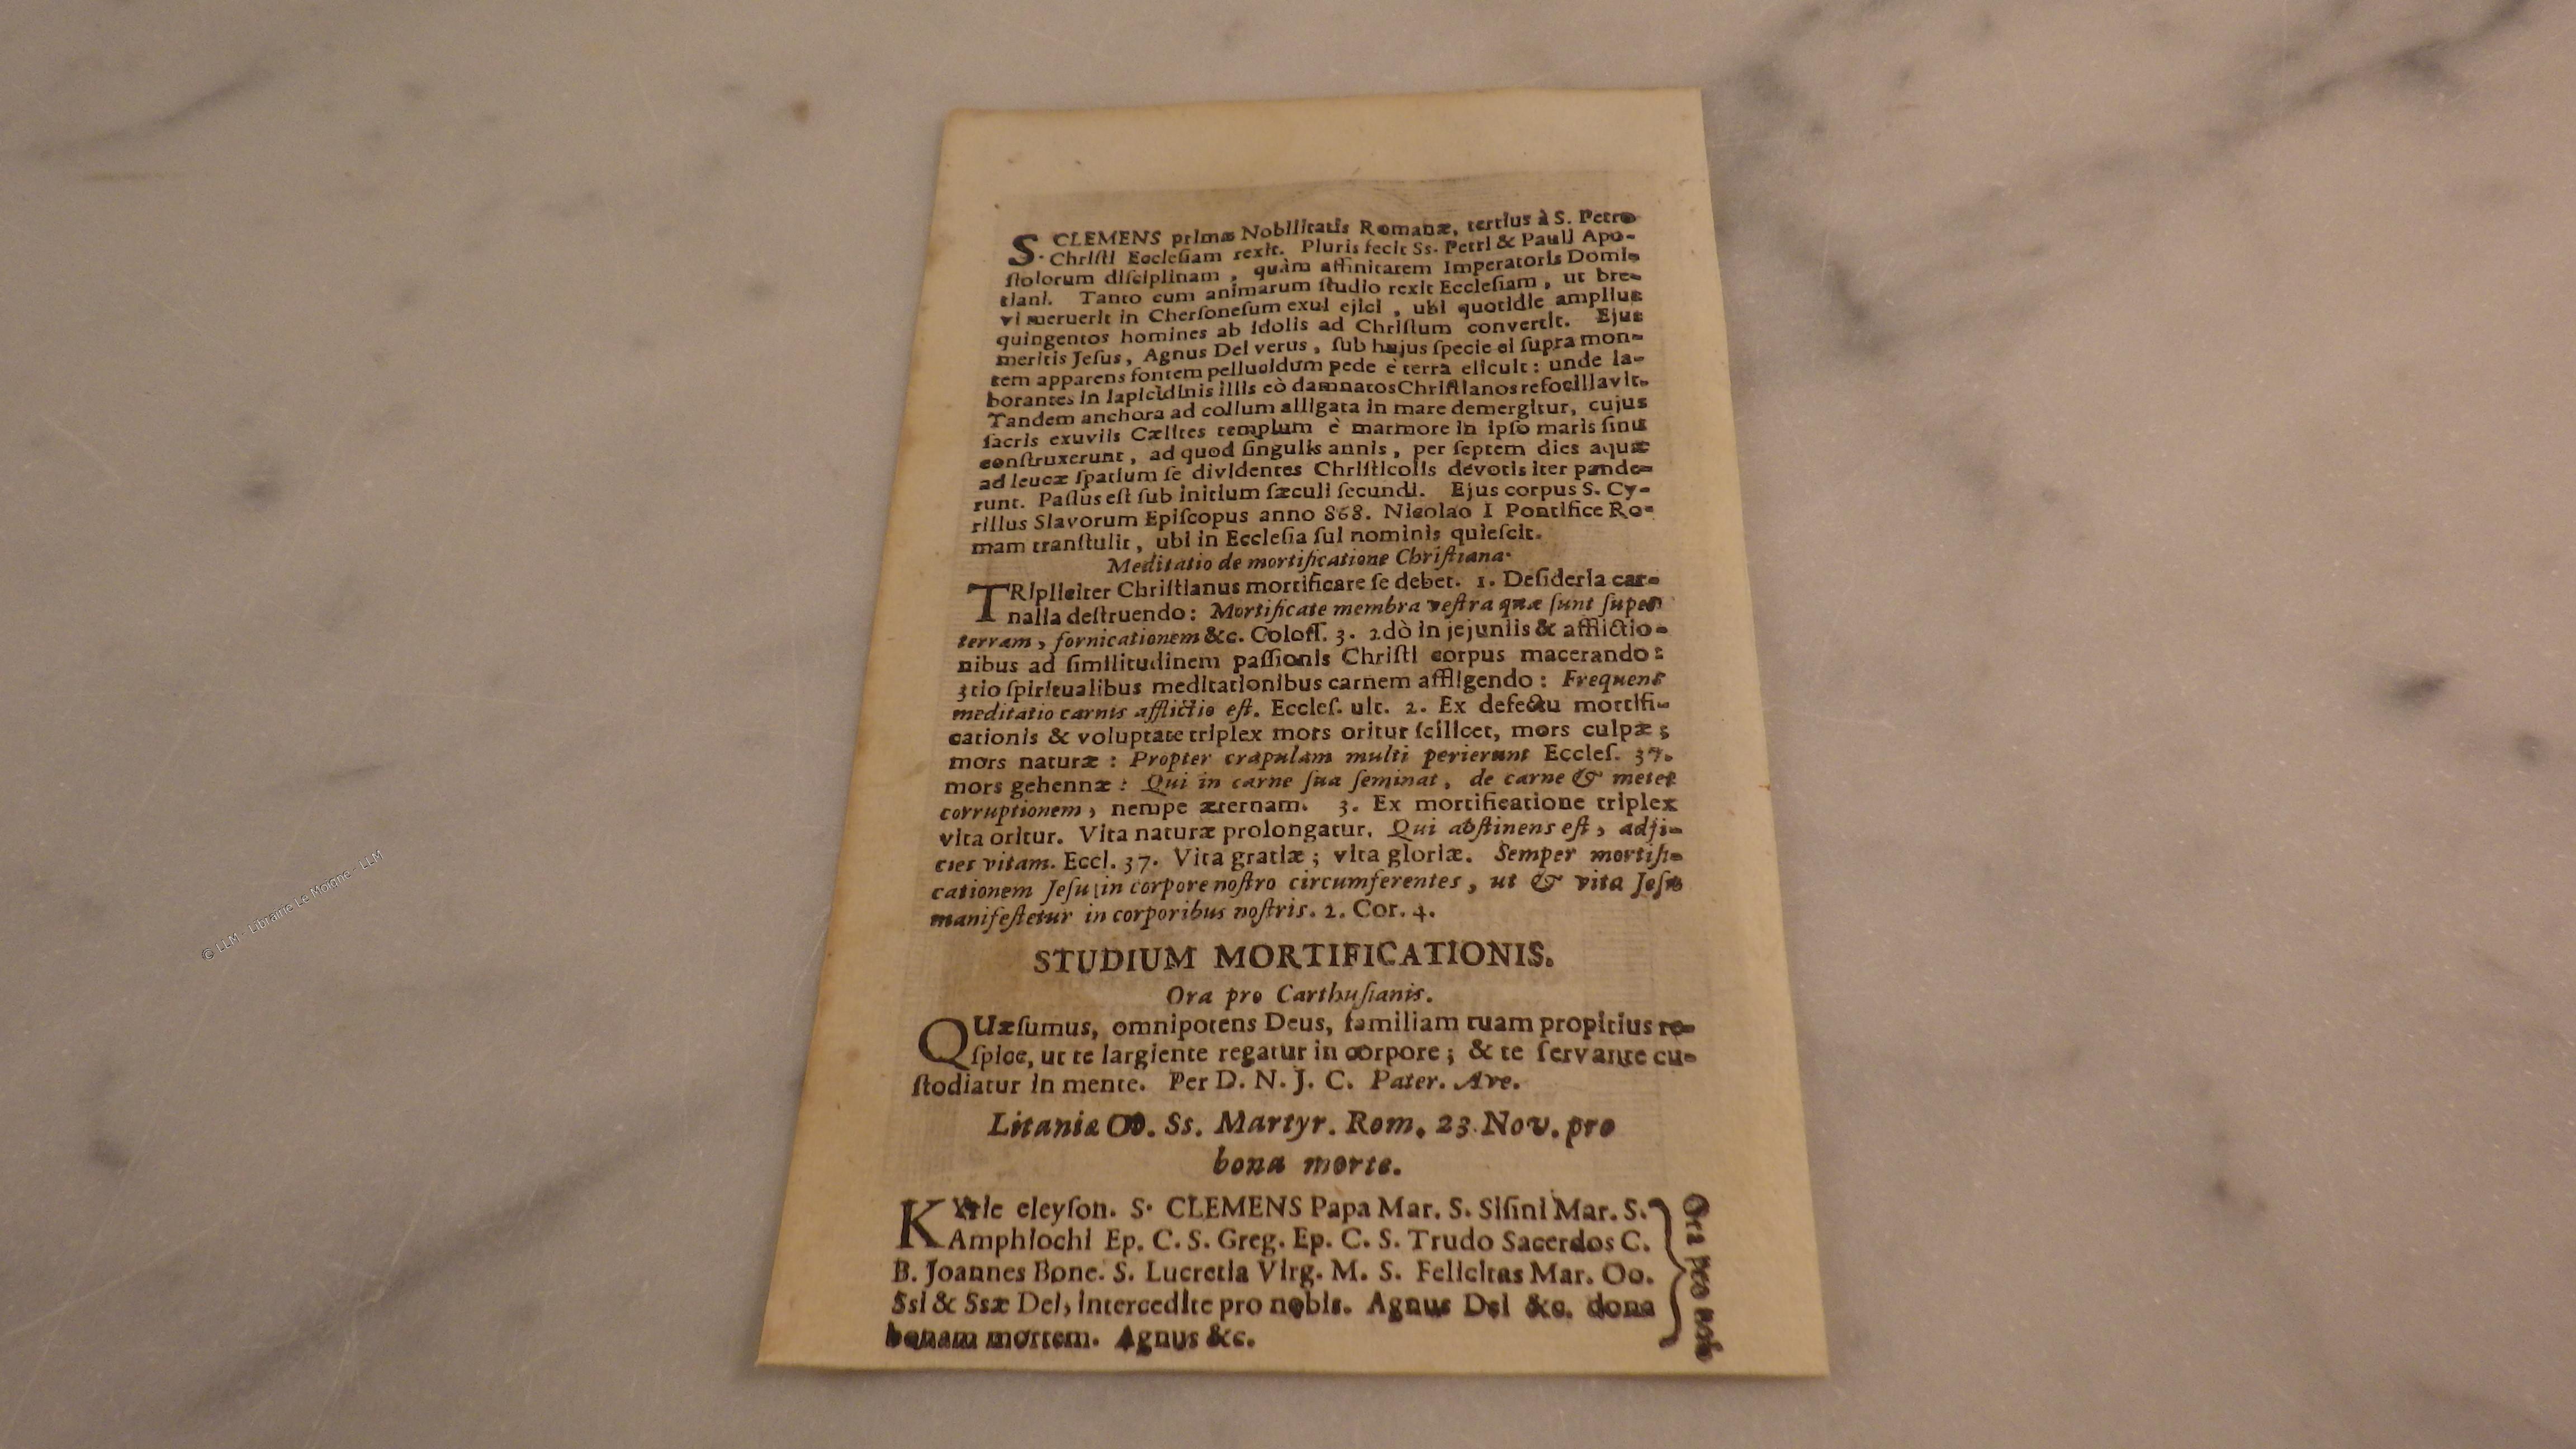 S. CLEMENS primæ Nobilitatis Romanæ, tertius à S. Petro
Chriſti Eccleſiam rexit. Pluris fecit Ss. Petri & Pauli Apo-
ſtolorum diſciplinam, quàm affinitatem Imperatoris Domi-
tiani. Tanto eum animarum ſtudio rexit Eccleſiam, ut bre-
vi meruerit in Cherſoneſum exul ejici, ubi quotidie amplius
quingentos homines ab idolis ad Chriſtum convertit. Ejus
meritis Jeſus, Agnus Dei verus, ſub hujus ſpecie ei ſupra mon-
tem apparens fontem pelluoidum pede è terra elicuit: unde la-
borantes in lapicidinis illis eò damnatos Chriſtianos refocillavit.
Tandem anchora ad collum alligata in mare demergitur, cujus
ſacris exuviis Cælites templum è marmore in ipſo maris ſinu
conſtruxerunt, ad quod ſingulis annis, per ſeptem dies aquæ
ad leucæ ſpatium ſe dividentes Chriſticolis devotis iter pande-
runt. Paſſus eſt ſub initium ſæculi ſecundi. Ejus corpus S. Cy-
rillus Slavorum Epiſcopus anno 868. Nicolao I Pontifice Ro-
mam tranſtulit, ubi in Eccleſia ſui nominis quieſcit.
Meditatio de mortificatione Chriſtiana.
TRipliciter Chriſtianus mortificare ſe debet. 1. Deſideria car-
nalia deſtruendo: Mortificate membra veſtra quæ ſunt ſuper
terram, fornicationem &c. Coloſſ. 3. 2dò in jejuniis & afflictio-
nibus ad ſimilitudinem paſſionis Chriſti corpus macerando:
3tio ſpiritualibus meditationibus carnem affligendo: Frequens
meditatio carnis afflictio eſt. Eccleſ. ult. 2. Ex defectu mortifi-
cationis & voluptate triplex mors oritur ſcilicet, mors culpæ;
mors naturæ: Propter crapulam multi perierunt Eccleſ. 37.
mors gehennæ: Qui in carne ſua ſeminat, de carne & metet
corruptionem, nempe æternam. 3. Ex mortificatione triplex
vita oritur. Vita naturæ prolongatur. Qui abſtinens eſt, adji-
ciet vitam. Eccl. 37. Vita gratiæ; vita gloriæ. Semper mortifi-
cationem Jeſu in corpore noſtro circumferentes, ut & vita Jeſu
manifeſtetur in corporibus noſtris. 2. Cor. 4.
STUDIUM MORTIFICATIONIS.
Ora pro Carthuſianis.
QUæſumus, omnipotens Deus, familiam tuam propitius re-
ſpice, ut te largiente regatur in corpore; & te ſervante cu-
ſtodiatur in mente. Per D. N. J. C. Pater. Ave.
Litaniæ OO. Ss. Martyr. Rom. 23 Nov. pro
bona morte.
KYrie eleyſon. S. CLEMENS Papa Mar. S. Siſini Mar. S.
Amphlochi Ep. C. S. Greg. Ep. C. S. Trudo Sacerdos C.
B. Joannes Bone. S. Lucretia Virg. M. S. Felicitas Mar. Oo.
Ssi & Ssæ Dei, intercedite pro nobis. Agnus Dei &c. dona
bonam mortem. Agnus &c.
Ora pro nob.
© LLM - Librairie Le Moigne - LLM